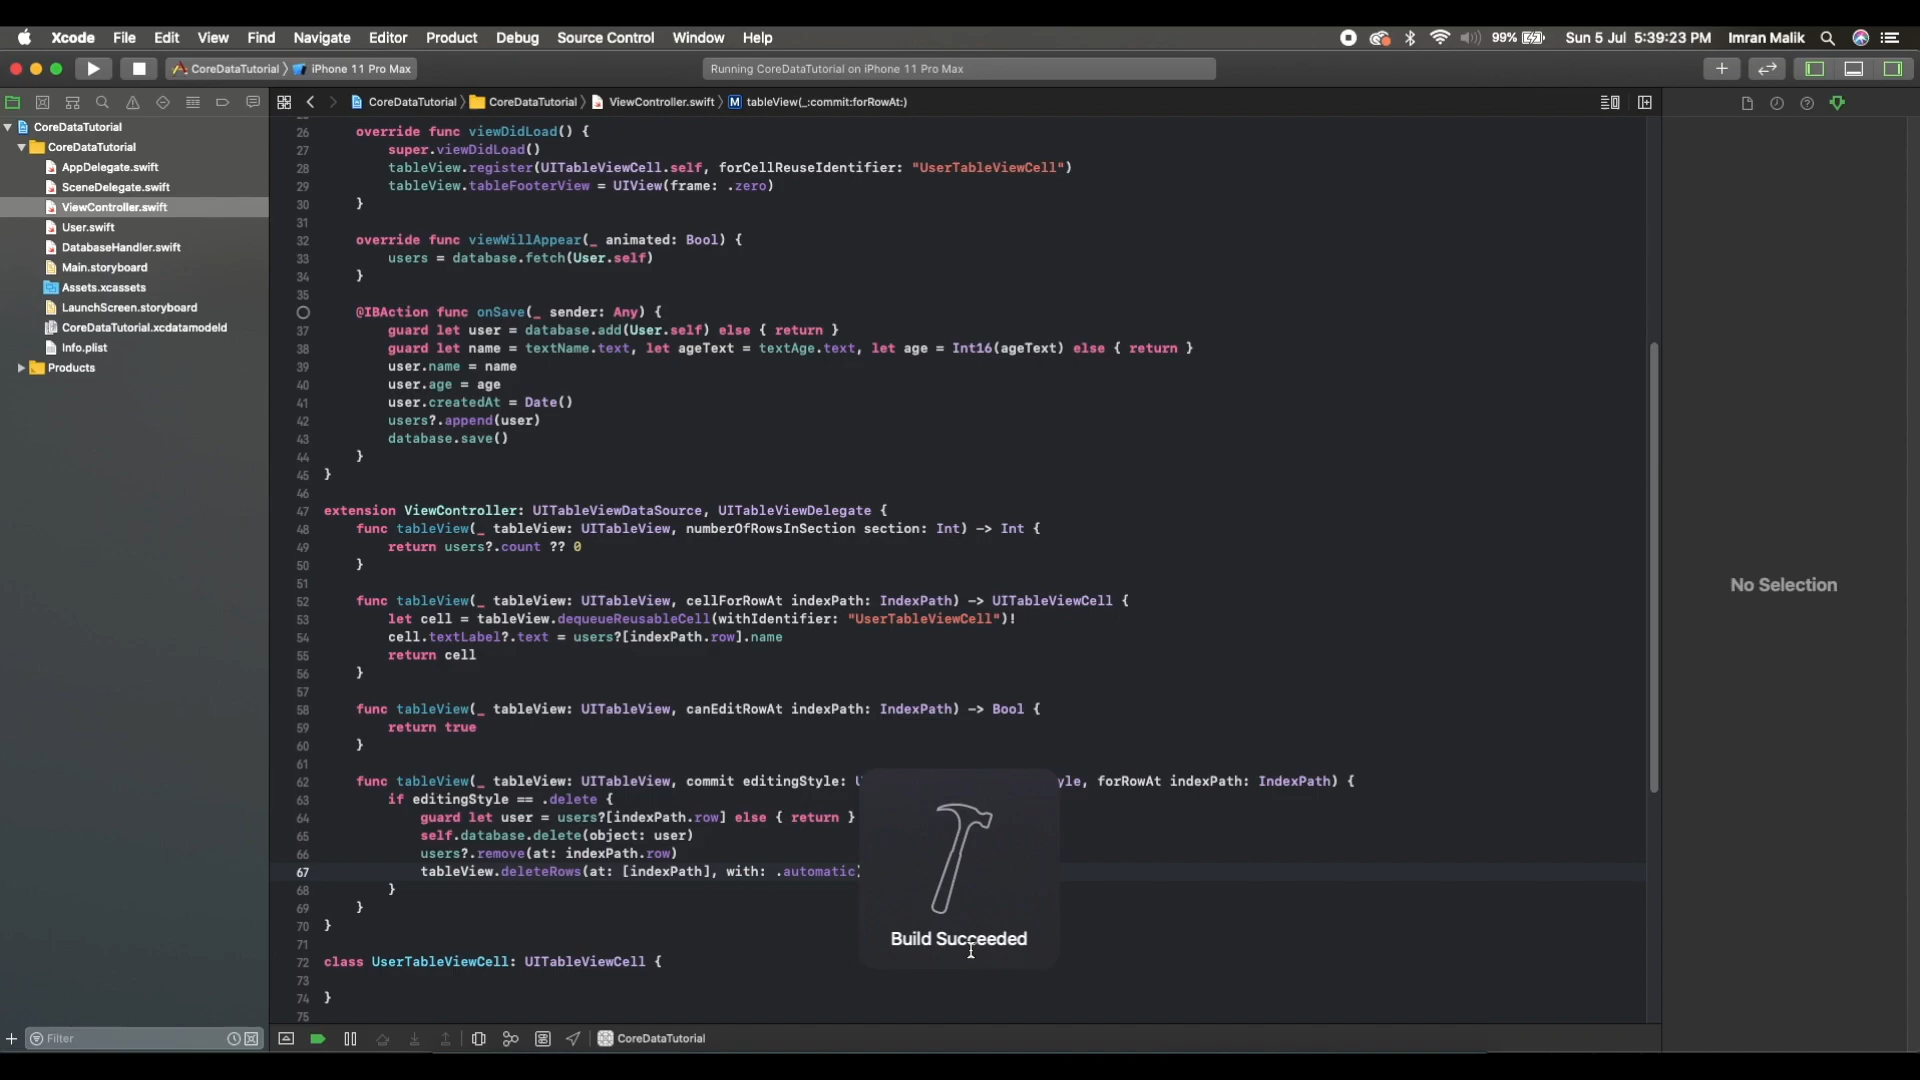 Xcode File Edit View Find Navigate Editor Product Debug Source Control Window Help 99% Sun 5 Jul 5:39:23 PM Imran Malik
CoreDataTutorial iPhone 11 Pro Max Running CoreDataTutorial on iPhone 11 Pro Max
CoreDataTutorial CoreDataTutorial ViewController.swift M tableView(_:commit:forRowAt:)
CoreDataTutorial
CoreDataTutorial
AppDelegate.swift
SceneDelegate.swift
ViewController.swift
User.swift
DatabaseHandler.swift
Main.storyboard
Assets.xcassets
LaunchScreen.storyboard
CoreDataTutorial.xcdatamodeld
Info.plist
Products
26 override func viewDidLoad() {
27 super.viewDidLoad()
28 tableView.register(UITableViewCell.self, forCellReuseIdentifier: "UserTableViewCell")
29 tableView.tableFooterView = UIView(frame: .zero)
30 }
31
32 override func viewWillAppear(_ animated: Bool) {
33 users = database.fetch(User.self)
34 }
35
@IBAction func onSave(_ sender: Any) {
37 guard let user = database.add(User.self) else { return }
38 guard let name = textName.text, let ageText = textAge.text, let age = Int16(ageText) else { return }
39 user.name = name
40 user.age = age
41 user.createdAt = Date()
42 users?.append(user)
43 database.save()
44 }
45 }
46
47 extension ViewController: UITableViewDataSource, UITableViewDelegate {
48 func tableView(_ tableView: UITableView, numberOfRowsInSection section: Int) -> Int {
49 return users?.count ?? 0
50 }
51
52 func tableView(_ tableView: UITableView, cellForRowAt indexPath: IndexPath) -> UITableViewCell {
53 let cell = tableView.dequeueReusableCell(withIdentifier: "UserTableViewCell")!
54 cell.textLabel?.text = users?[indexPath.row].name
55 return cell
56 }
57
58 func tableView(_ tableView: UITableView, canEditRowAt indexPath: IndexPath) -> Bool {
59 return true
60 }
61
62 func tableView(_ tableView: UITableView, commit editingStyle: U yle, forRowAt indexPath: IndexPath) {
63 if editingStyle == .delete {
64 guard let user = users?[indexPath.row] else { return }
65 self.database.delete(object: user)
66 users?.remove(at: indexPath.row)
67 tableView.deleteRows(at: [indexPath], with: .automatic)
68 }
69 }
70 }
71
72 class UserTableViewCell: UITableViewCell {
73
74 }
75
Build Succeeded
No Selection
Filter
CoreDataTutorial